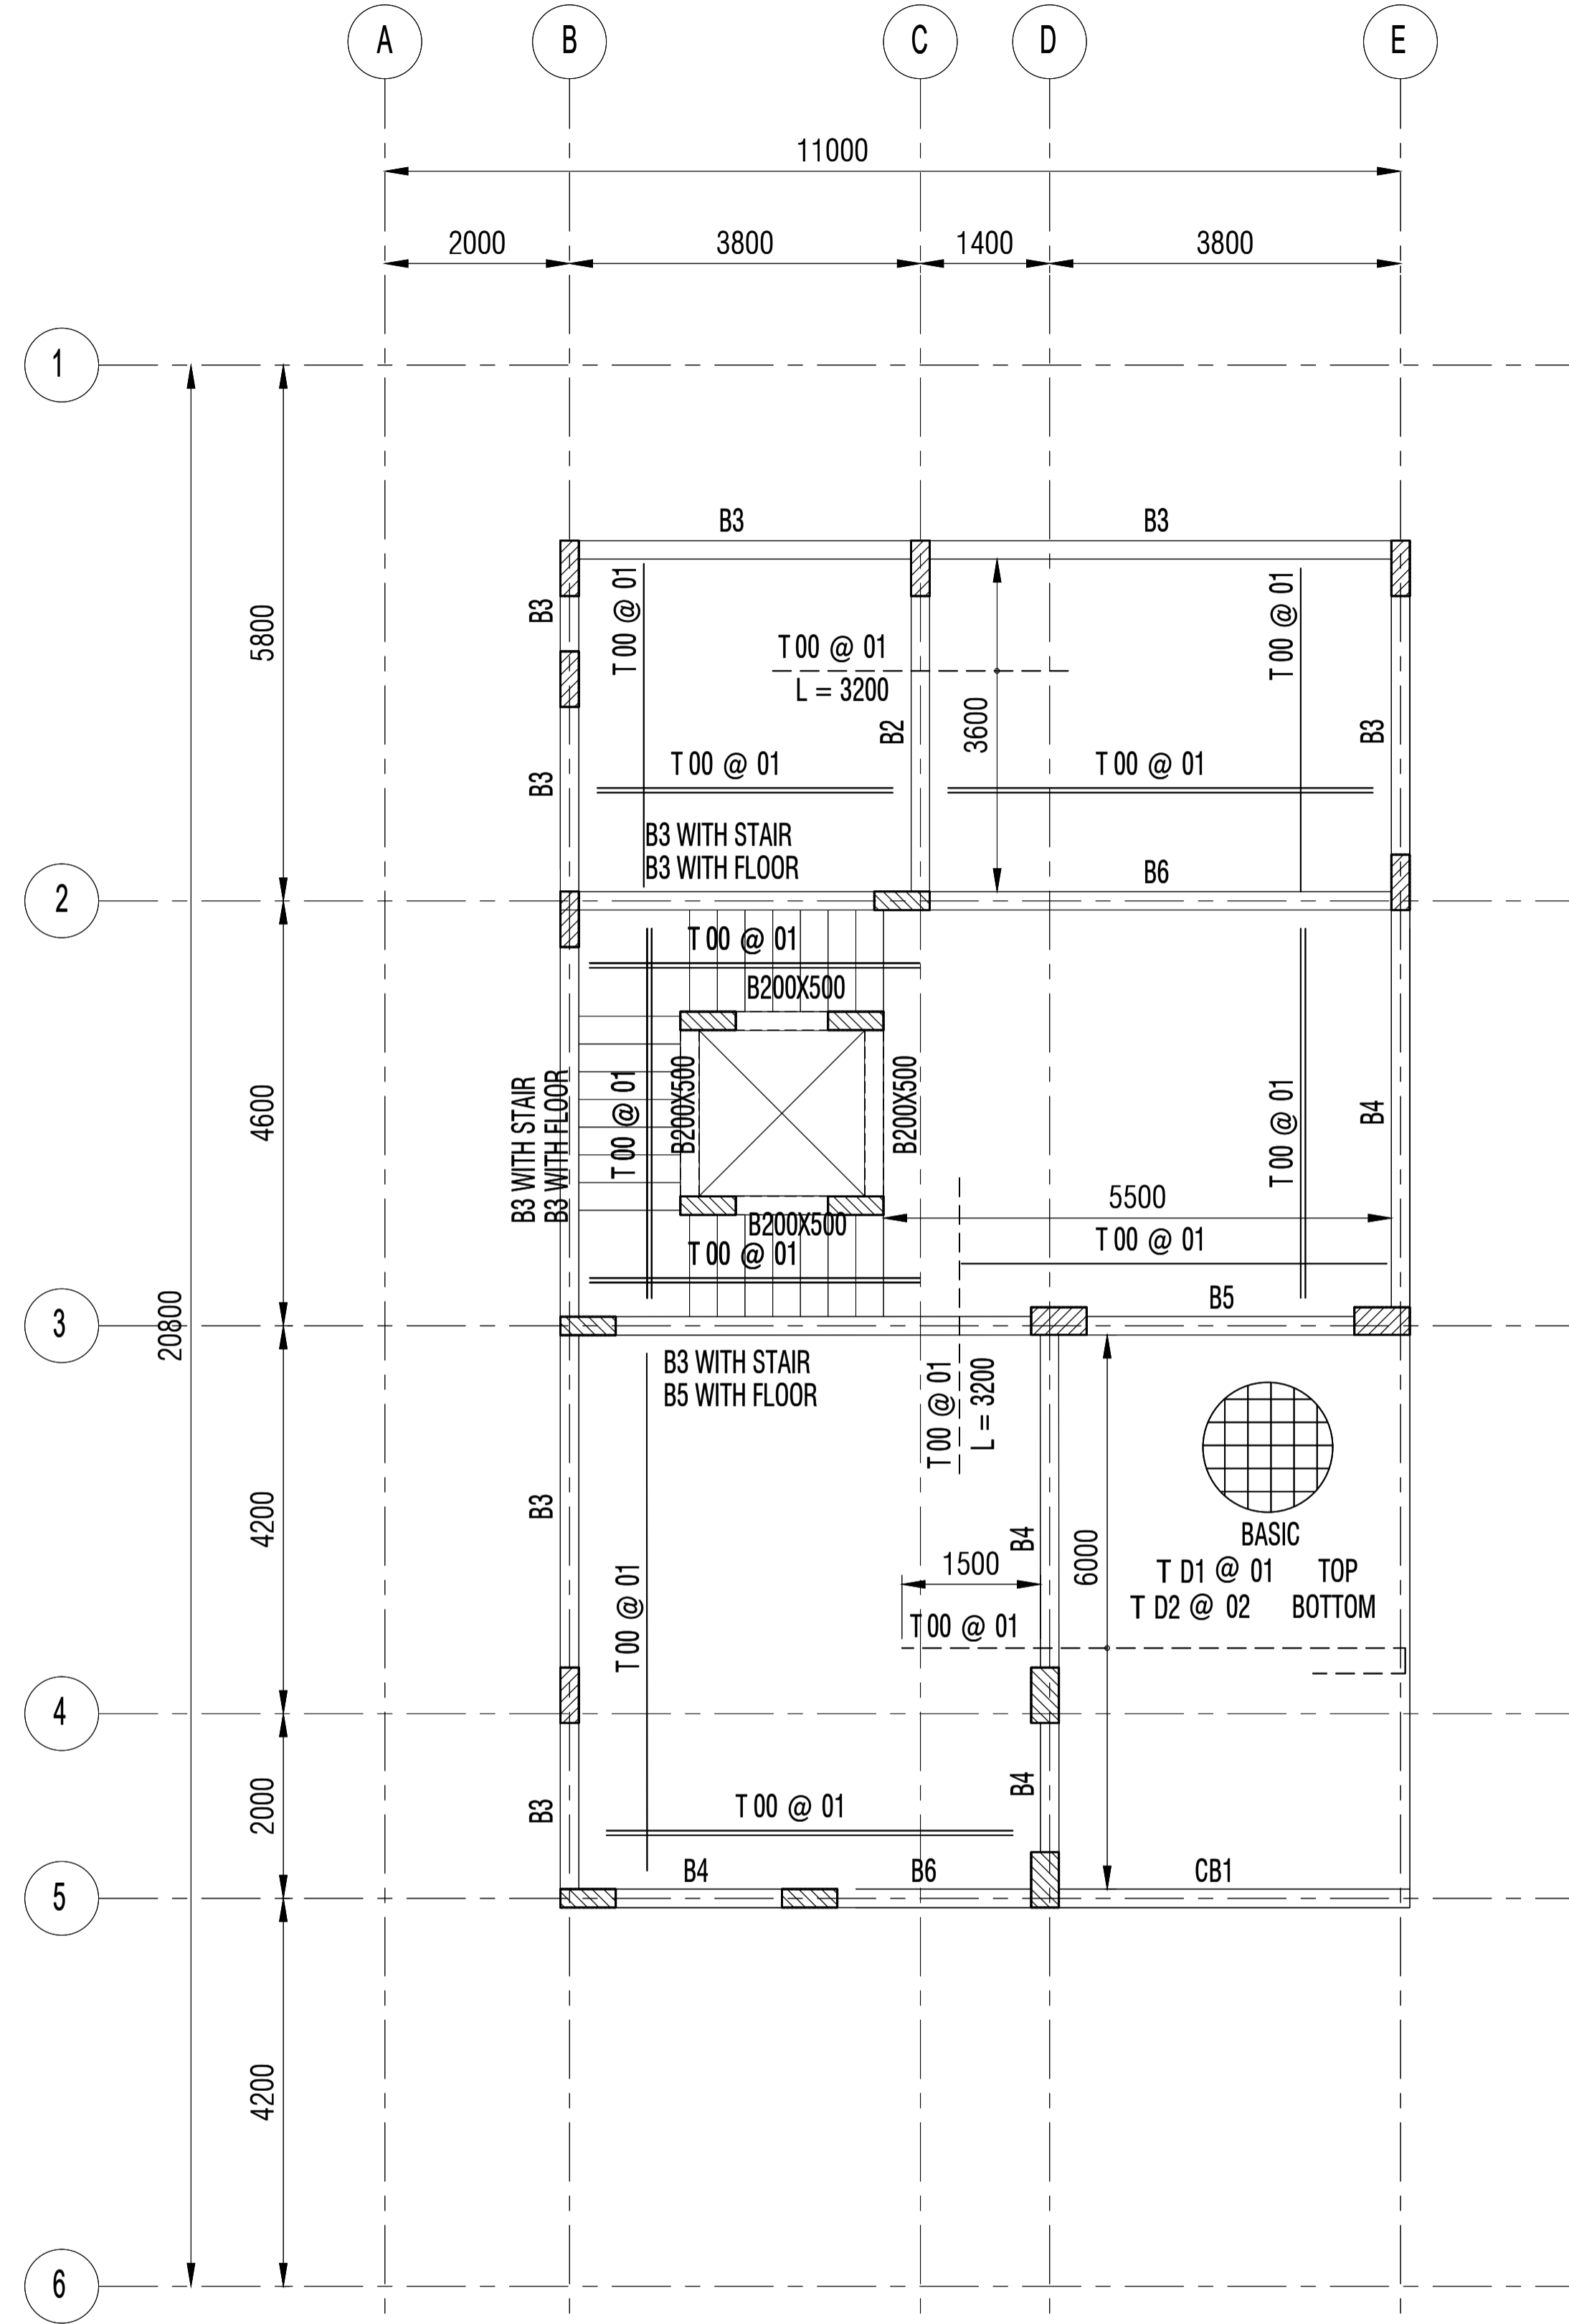 A
B
C
D
E
11000
2000
3800
1400
3800
1
B3
B3
B3
T 00 @ 01
T 00 @ 01
5800
T 00 @ 01
L = 3200
B2
3600
B3
B3
T 00 @ 01
T 00 @ 01
B3 WITH STAIR
B3 WITH FLOOR
B6
2
T 00 @ 01
B200X500
4600
B3 WITH STAIR
B3 WITH FLOOR
T 00 @ 01
B200X500
B200X500
T 00 @ 01
B4
5500
B200X500
T 00 @ 01
T 00 @ 01
B5
3
20800
B3 WITH STAIR
B5 WITH FLOOR
T 00 @ 01
L = 3200
4200
B3
B4
6000
BASIC
T D1 @ 01 TOP
T D2 @ 02 BOTTOM
1500
T 00 @ 01
T 00 @ 01
4
2000
B3
B4
T 00 @ 01
B4
B6
CB1
5
4200
6